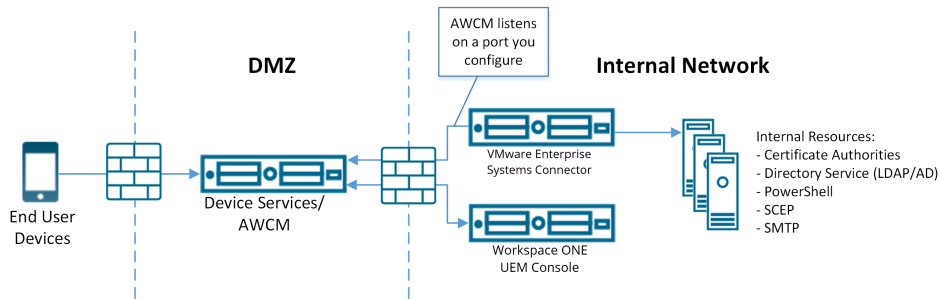 AWCM listens
on a port you
configure
DMZ
Internal Network
End User
Devices
Device Services/
AWCM
VMware Enterprise
Systems Connector
Workspace ONE
UEM Console
Internal Resources:
- Certificate Authorities
- Directory Service (LDAP/AD)
- PowerShell
- SCEP
- SMTP